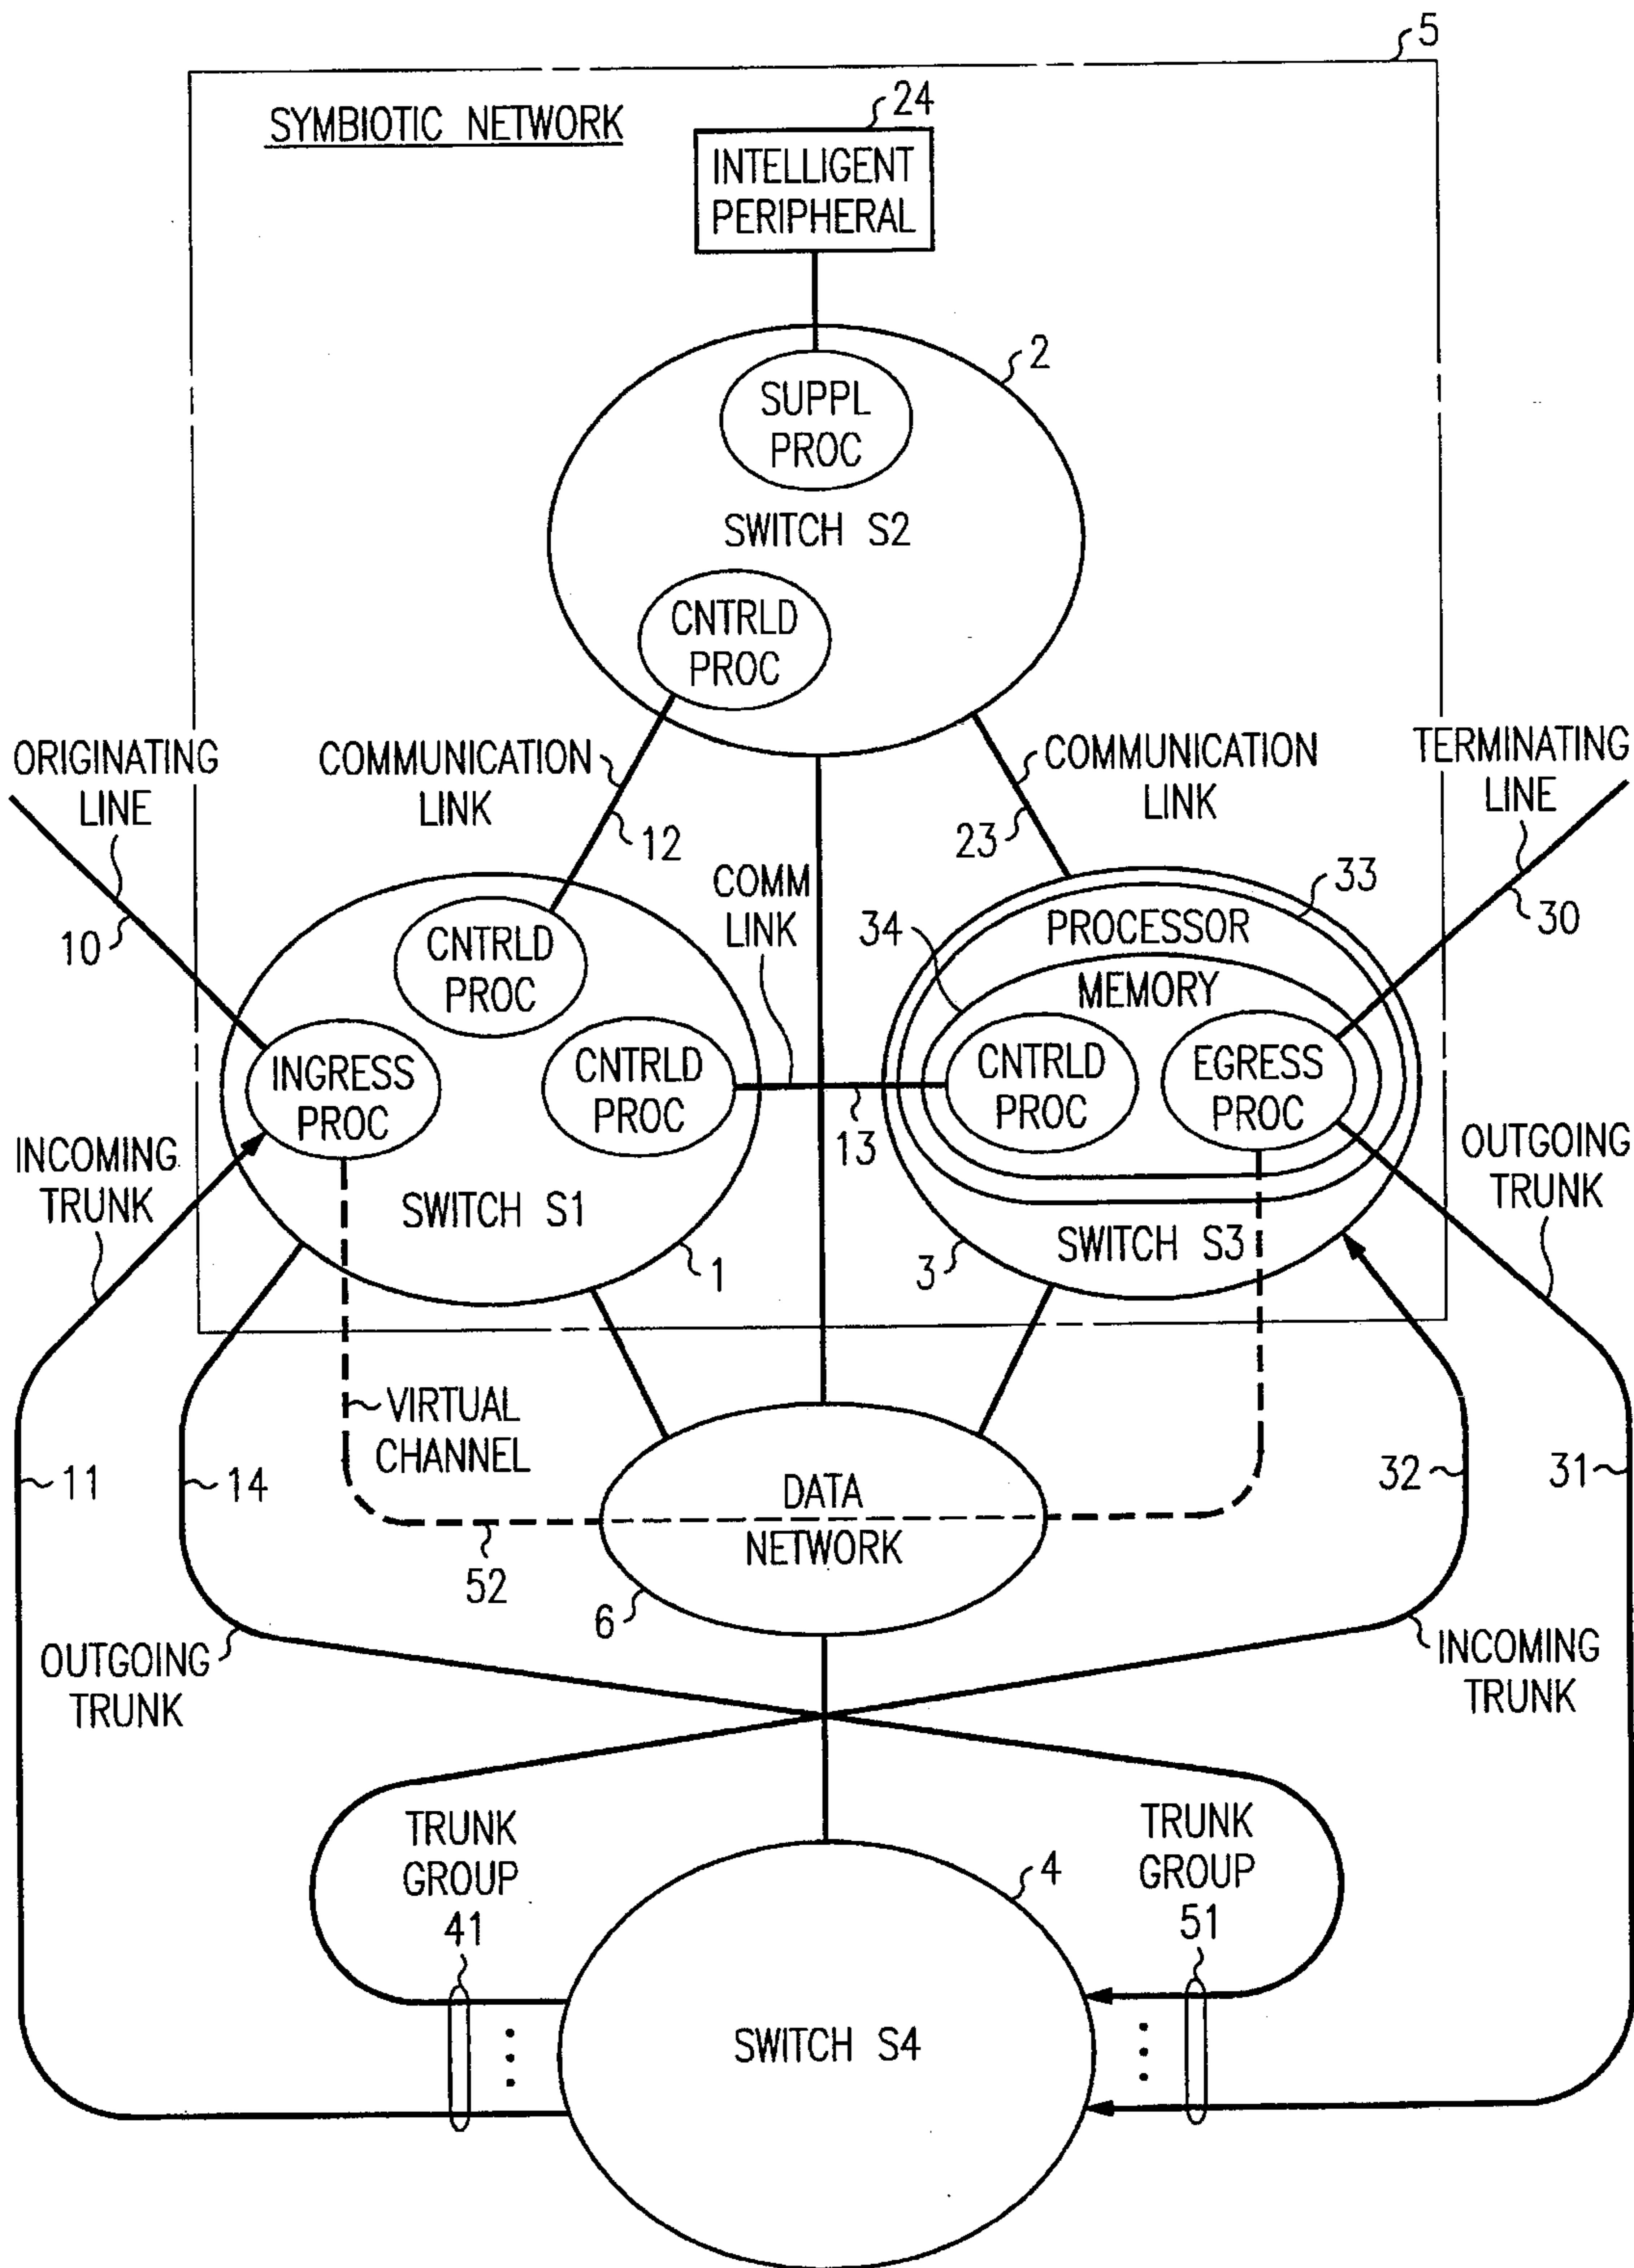 5
SYMBIOTIC NETWORK
24
INTELLIGENT
PERIPHERAL
2
SUPPL
PROC
SWITCH S2
CNTRLD
PROC
ORIGINATING
LINE
10
COMMUNICATION
LINK
12
COMMUNICATION
LINK
23
TERMINATING
LINE
30
COMM
LINK
13
CNTRLD
PROC
INGRESS
PROC
CNTRLD
PROC
SWITCH S1
1
33
34
PROCESSOR
MEMORY
CNTRLD
PROC
EGRESS
PROC
SWITCH S3
3
INCOMING
TRUNK
OUTGOING
TRUNK
11
14
VIRTUAL
CHANNEL
52
DATA
NETWORK
6
32
31
OUTGOING
TRUNK
INCOMING
TRUNK
TRUNK
GROUP
41
TRUNK
GROUP
51
4
SWITCH S4